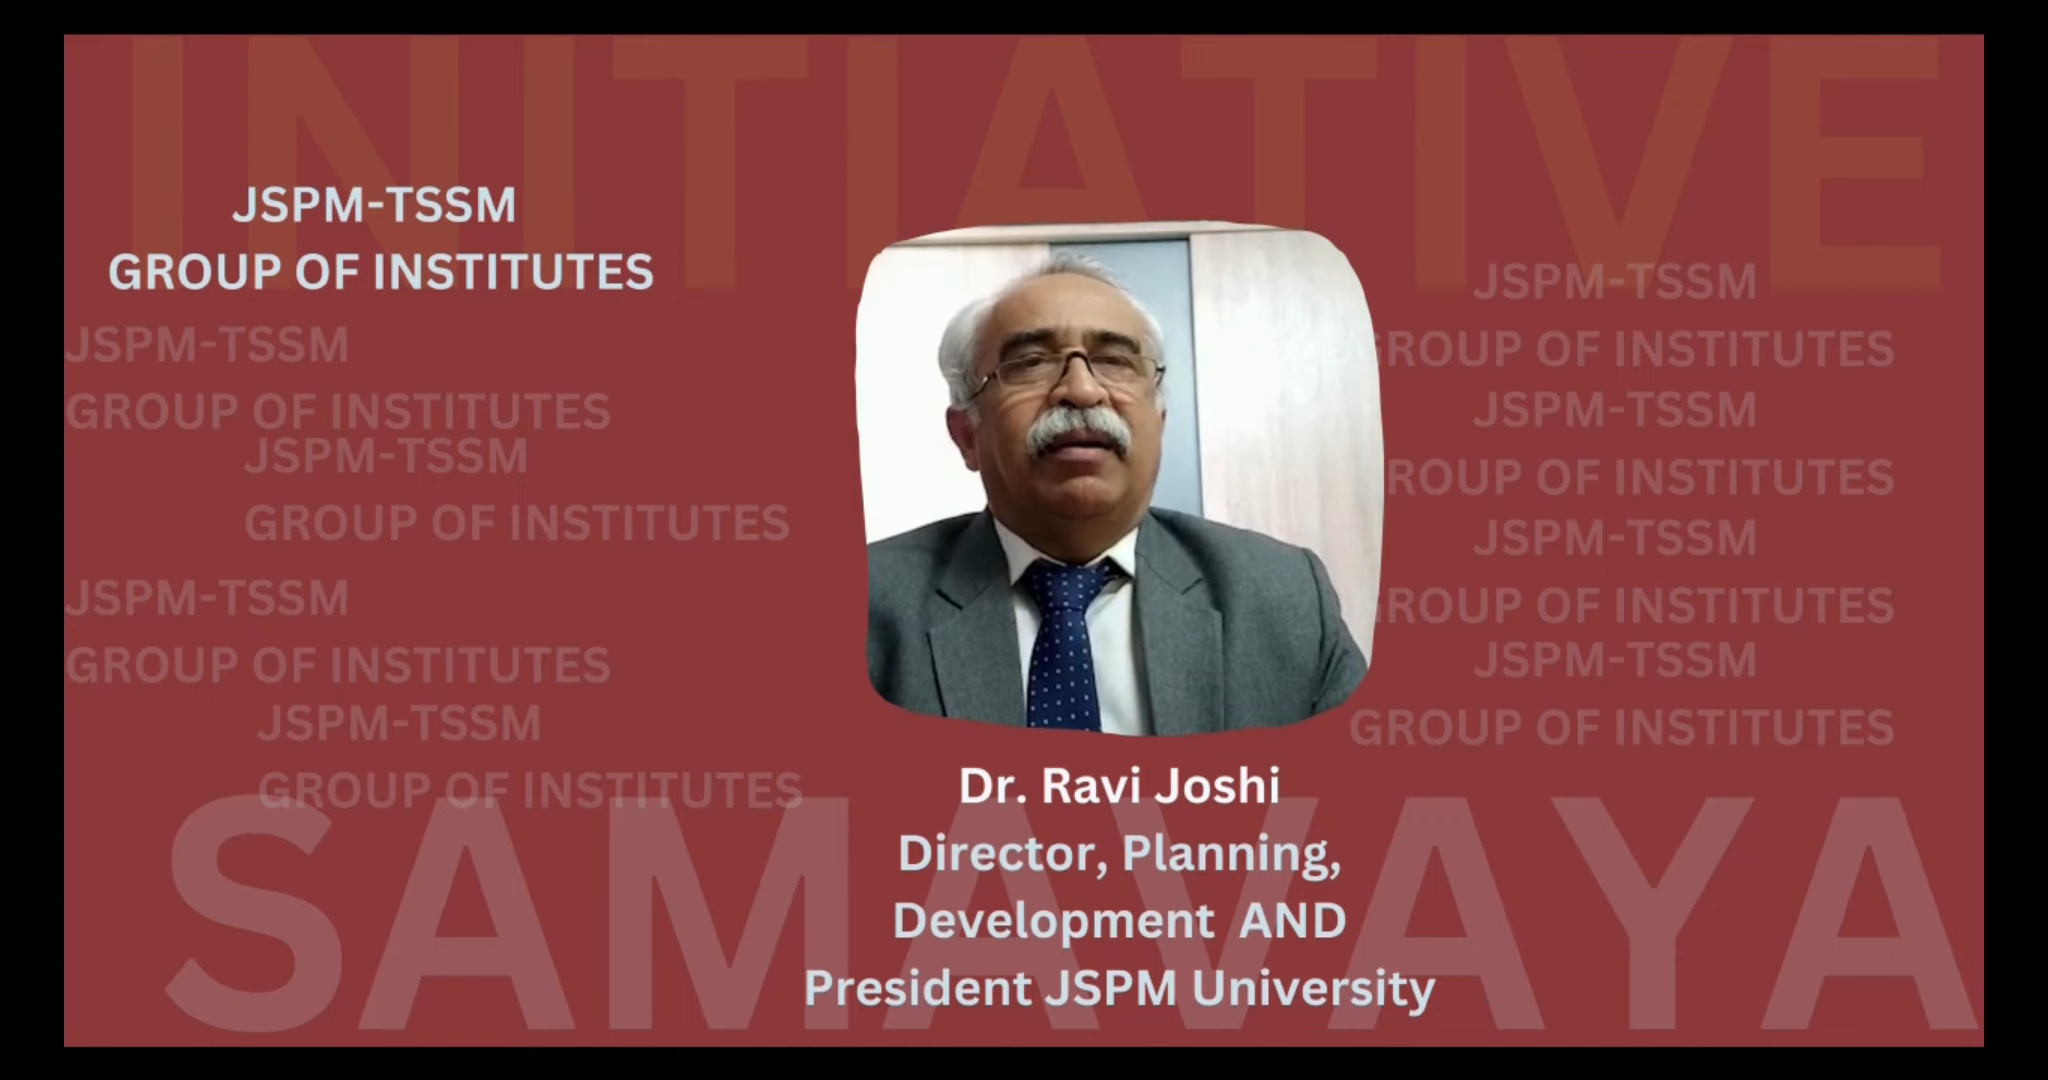 INITIATIVE
JSPM-TSSM
GROUP OF INSTITUTES
JSPM-TSSM
GROUP OF INSTITUTES
JSPM-TSSM
GROUP OF INSTITUTES
JSPM-TSSM
GROUP OF INSTITUTES
JSPM-TSSM
GROUP OF INSTITUTES
JSPM-TSSM
GROUP OF INSTITUTES
JSPM-TSSM
GROUP OF INSTITUTES
JSPM-TSSM
GROUP OF INSTITUTES
JSPM-TSSM
GROUP OF INSTITUTES
Dr. Ravi Joshi
Director, Planning,
Development AND
President JSPM University
SAMAVAYA